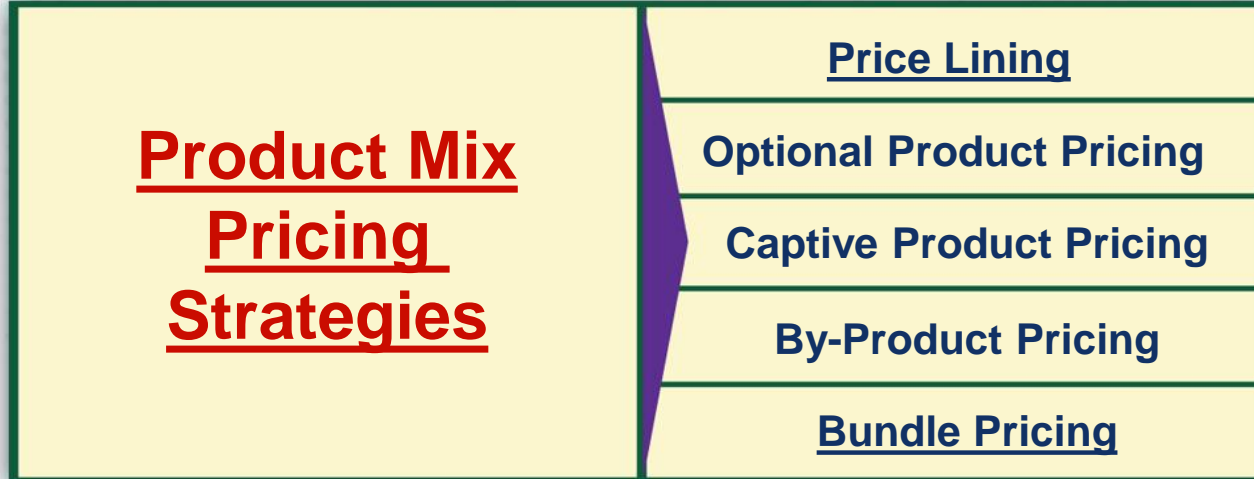 Product Mix
Pricing
Strategies
Price Lining
Optional Product Pricing
Captive Product Pricing
By-Product Pricing
Bundle Pricing